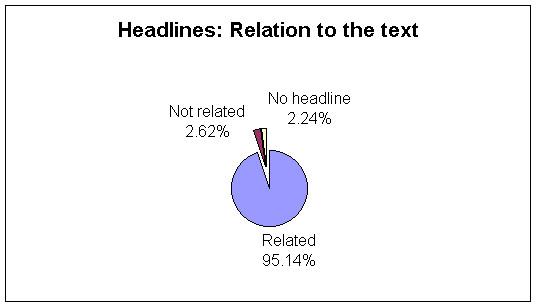 Headlines: Relation to the text
No headline
2.24%
Not related
2.62%
Related
95.14%